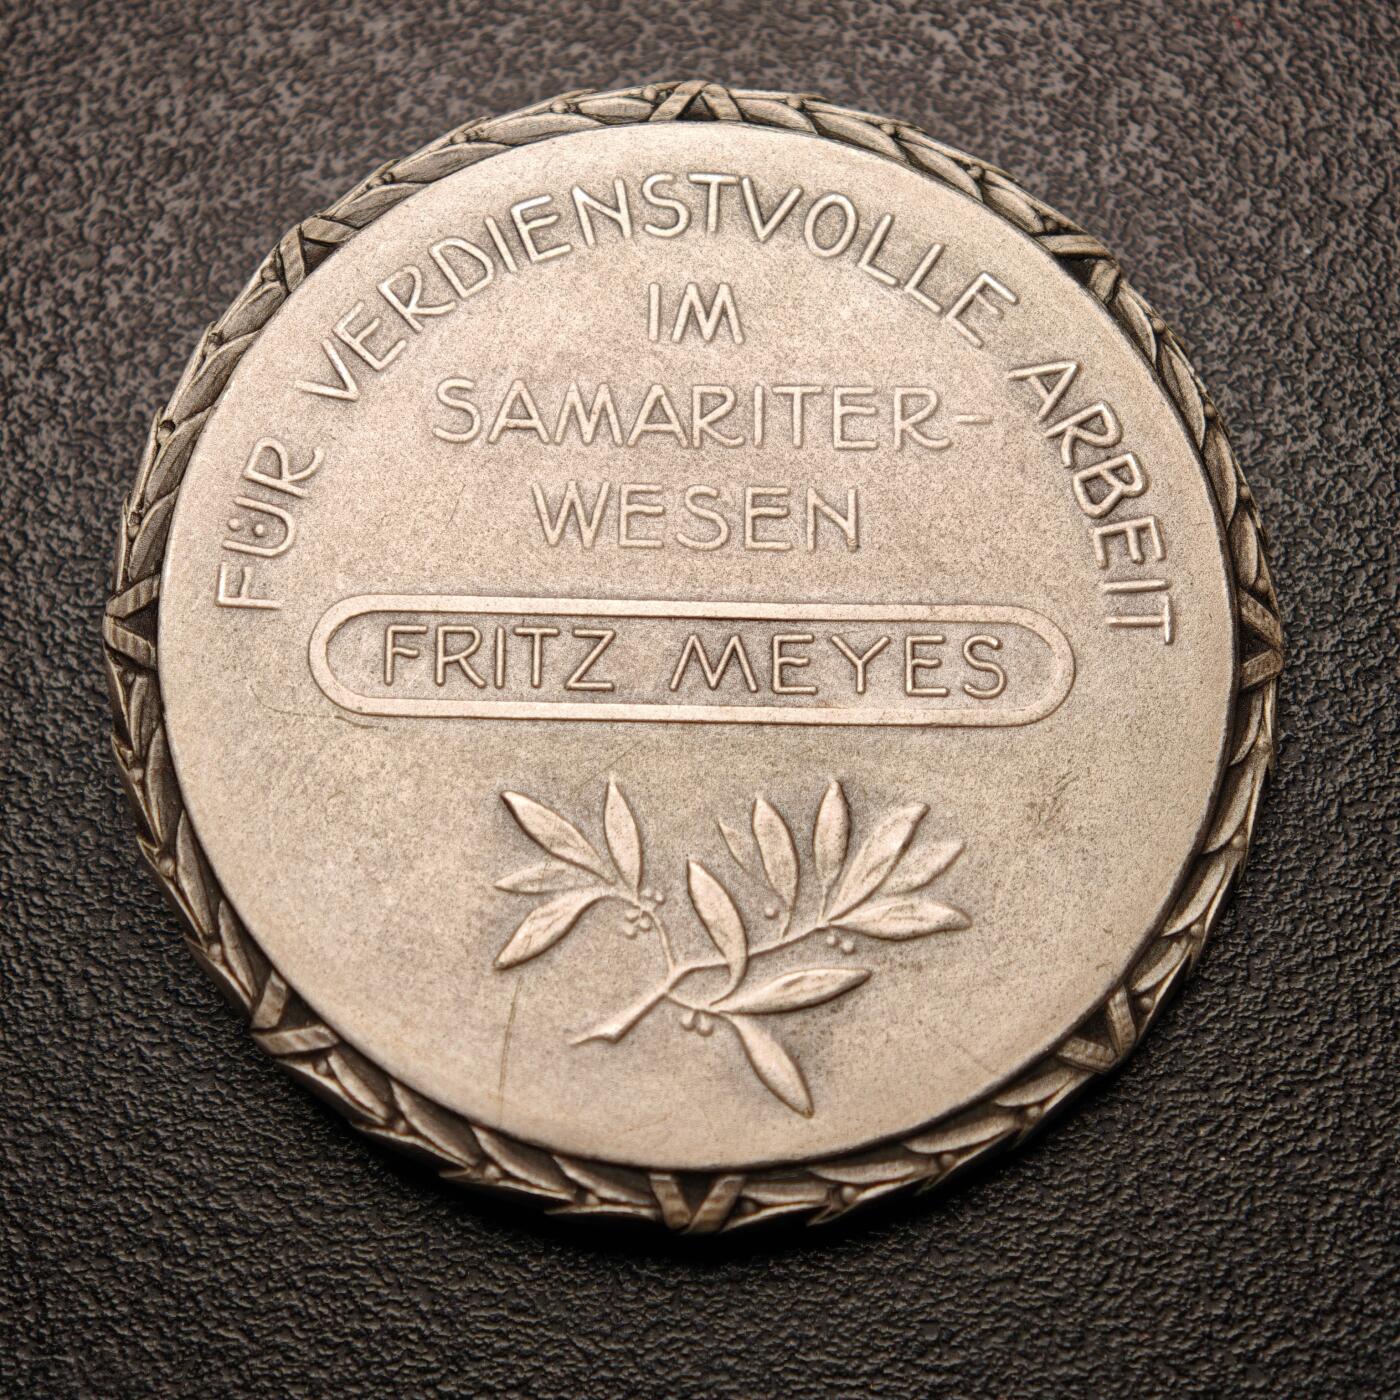 FÜR VERDIENSTVOLLE ARBEIT
IM
SAMARITER-
WESEN
FRITZ MEYES